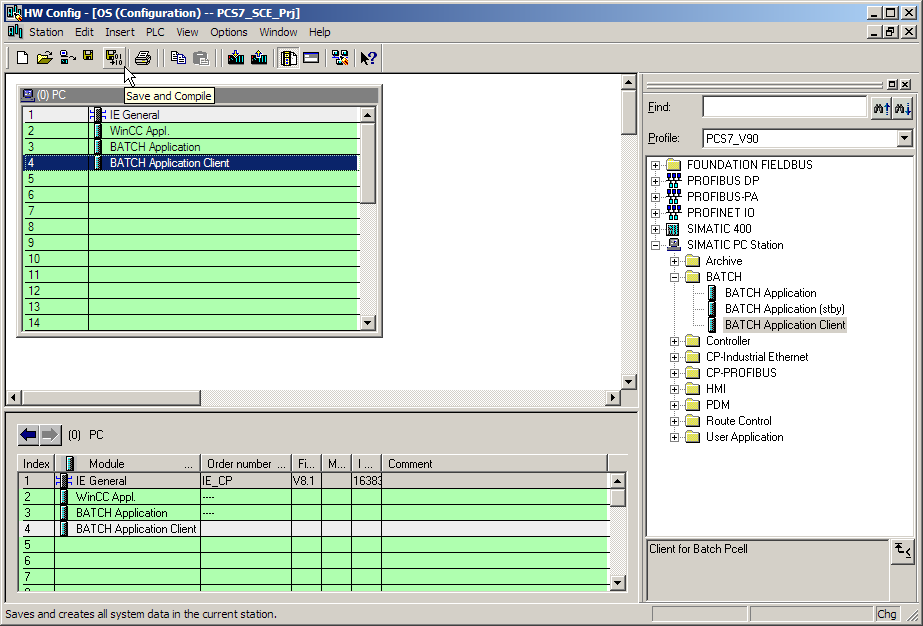 HW Config - [OS (Configuration) -- PCS7_SCE_Prj]
Station Edit Insert PLC View Options Window Help
Save and Compile
(0) PC
1 IE General
2 WinCC Appl.
3 BATCH Application
4 BATCH Application Client
5
6
7
8
9
10
11
12
13
14
(0) PC
Index Module ... Order number ... Fi... M... I ... Comment
1 IE General IE_CP V8.1 16383
2 WinCC Appl. ----
3 BATCH Application ----
4 BATCH Application Client
5
6
7
Find:
Profile: PCS7_V90
FOUNDATION FIELDBUS
PROFIBUS DP
PROFIBUS-PA
PROFINET IO
SIMATIC 400
SIMATIC PC Station
Archive
BATCH
BATCH Application
BATCH Application (stby)
BATCH Application Client
Controller
CP-Industrial Ethernet
CP-PROFIBUS
HMI
PDM
Route Control
User Application
Client for Batch Pcell
Saves and creates all system data in the current station.
Chg